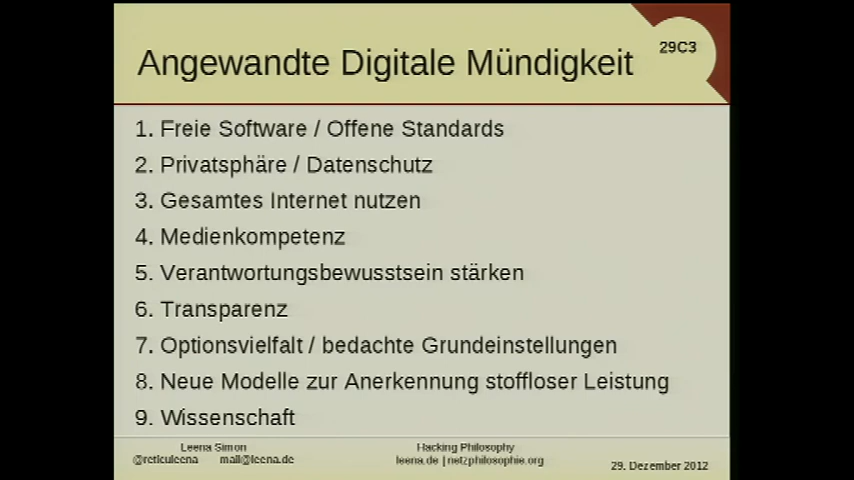 Angewandte Digitale Mündigkeit
29C3
1. Freie Software / Offene Standards
2. Privatsphäre / Datenschutz
3. Gesamtes Internet nutzen
4. Medienkompetenz
5. Verantwortungsbewusstsein stärken
6. Transparenz
7. Optionsvielfalt / bedachte Grundeinstellungen
8. Neue Modelle zur Anerkennung stoffloser Leistung
9. Wissenschaft
Leena Simon
@reticuleena mail@leena.de
Hacking Philosophy
leena.de | netzphilosophie.org
29. Dezember 2012